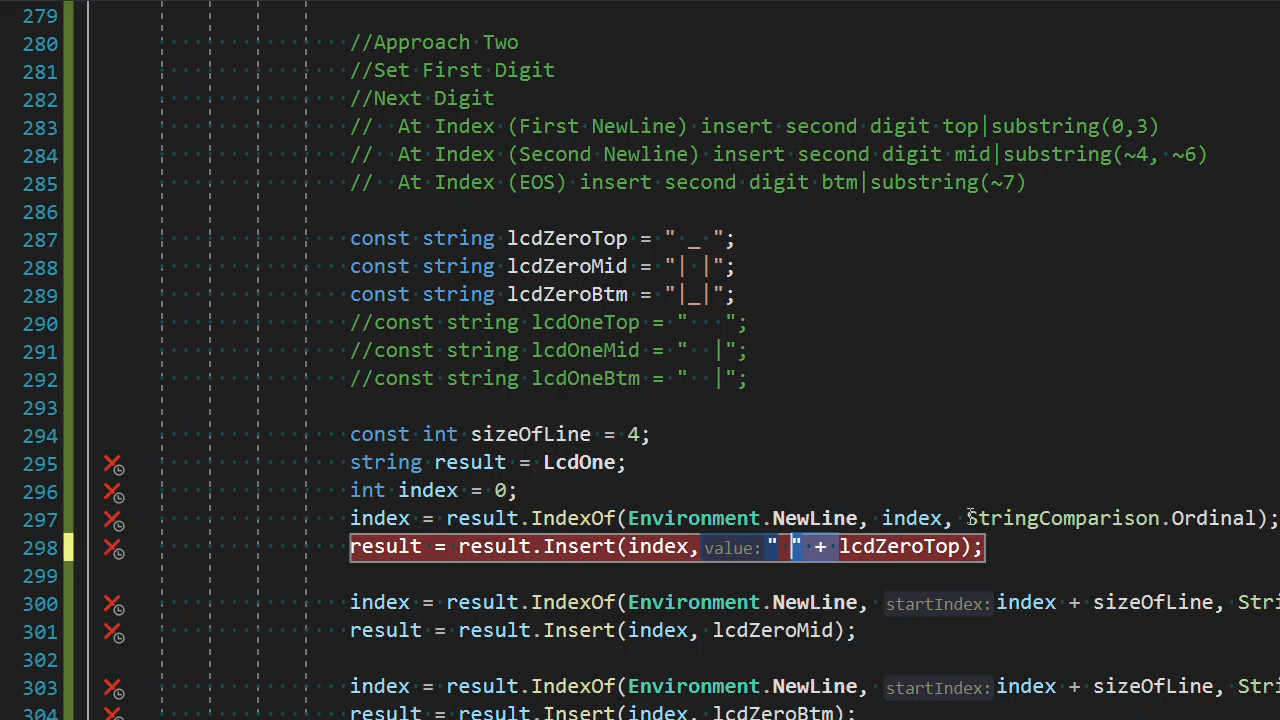 279
280 //Approach Two
281 //Set First Digit
282 //Next Digit
283 //  At Index (First NewLine) insert second digit top|substring(0,3)
284 //  At Index (Second Newline) insert second digit mid|substring(~4, ~6)
285 //  At Index (EOS) insert second digit btm|substring(~7)
286
287 const string lcdZeroTop = " _ ";
288 const string lcdZeroMid = "| |";
289 const string lcdZeroBtm = "|_|";
290 //const string lcdOneTop = "   ";
291 //const string lcdOneMid = "  |";
292 //const string lcdOneBtm = "  |";
293
294 const int sizeOfLine = 4;
295 string result = LcdOne;
296 int index = 0;
297 index = result.IndexOf(Environment.NewLine, index, StringComparison.Ordinal);
298 result = result.Insert(index, value: " " + lcdZeroTop);
299
300 index = result.IndexOf(Environment.NewLine, startIndex: index + sizeOfLine, Stri
301 result = result.Insert(index, lcdZeroMid);
302
303 index = result.IndexOf(Environment.NewLine, startIndex: index + sizeOfLine, Stri
304 result = result.Insert(index, lcdZeroBtm);